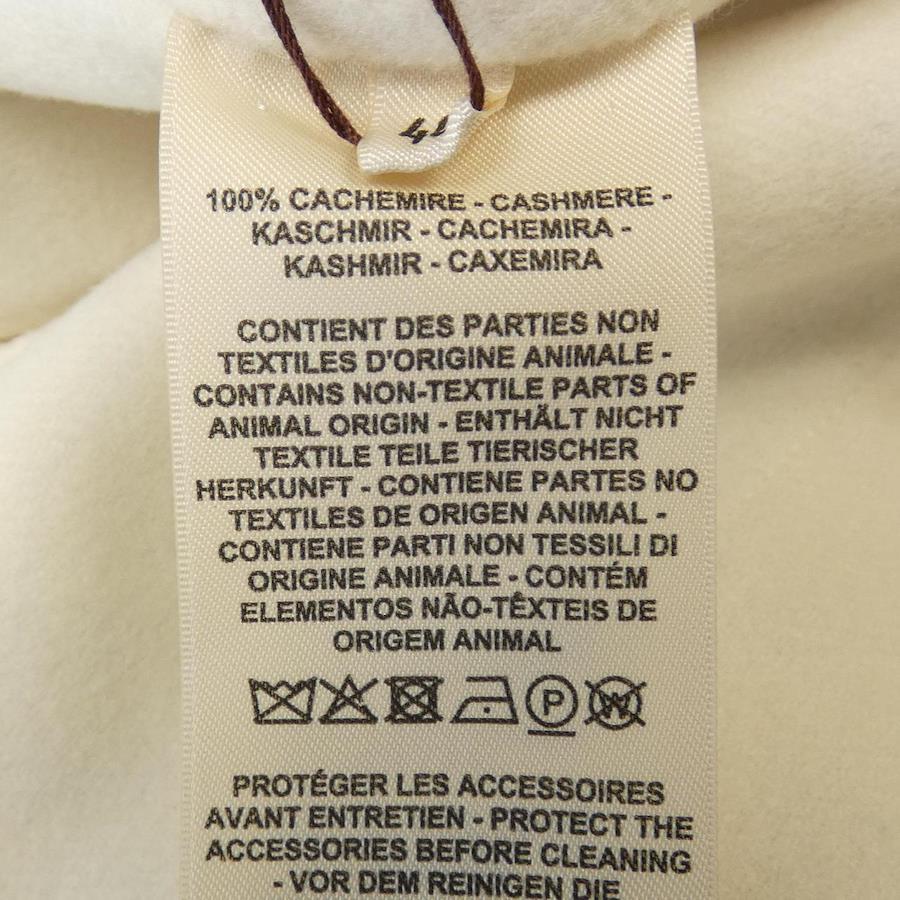 41
100% CACHEMIRE - CASHMERE -
KASCHMIR - CACHEMIRA -
KASHMIR - CAXEMIRA
CONTIENT DES PARTIES NON
TEXTILES D'ORIGINE ANIMALE -
CONTAINS NON-TEXTILE PARTS OF
ANIMAL ORIGIN - ENTHÄLT NICHT
TEXTILE TEILE TIERISCHER
HERKUNFT - CONTIENE PARTES NO
TEXTILES DE ORIGEN ANIMAL -
CONTIENE PARTI NON TESSILI DI
ORIGINE ANIMALE - CONTÉM
ELEMENTOS NÃO-TÊXTEIS DE
ORIGEM ANIMAL
P W
PROTÉGER LES ACCESSOIRES
AVANT ENTRETIEN - PROTECT THE
ACCESSORIES BEFORE CLEANING
- VOR DEM REINIGEN DIE